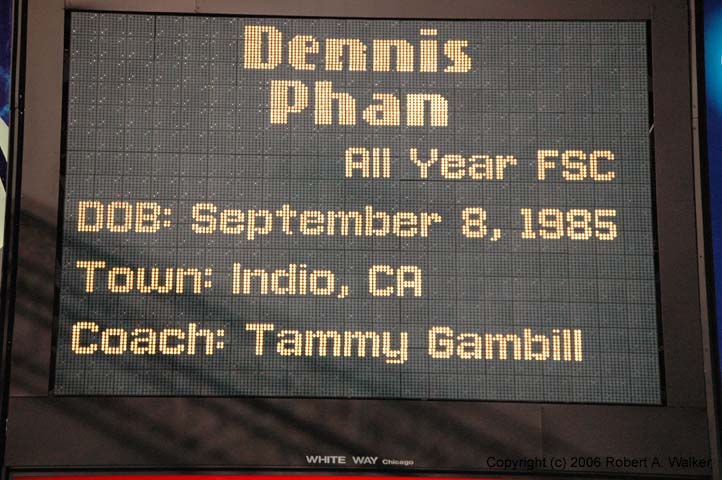 Dennis
Phan
All Year FSC
DOB: September 8, 1985
Town: Indio, CA
Coach: Tammy Gambill
WHITE WAY Chicago
Copyright (c) 2006 Robert A. Walker